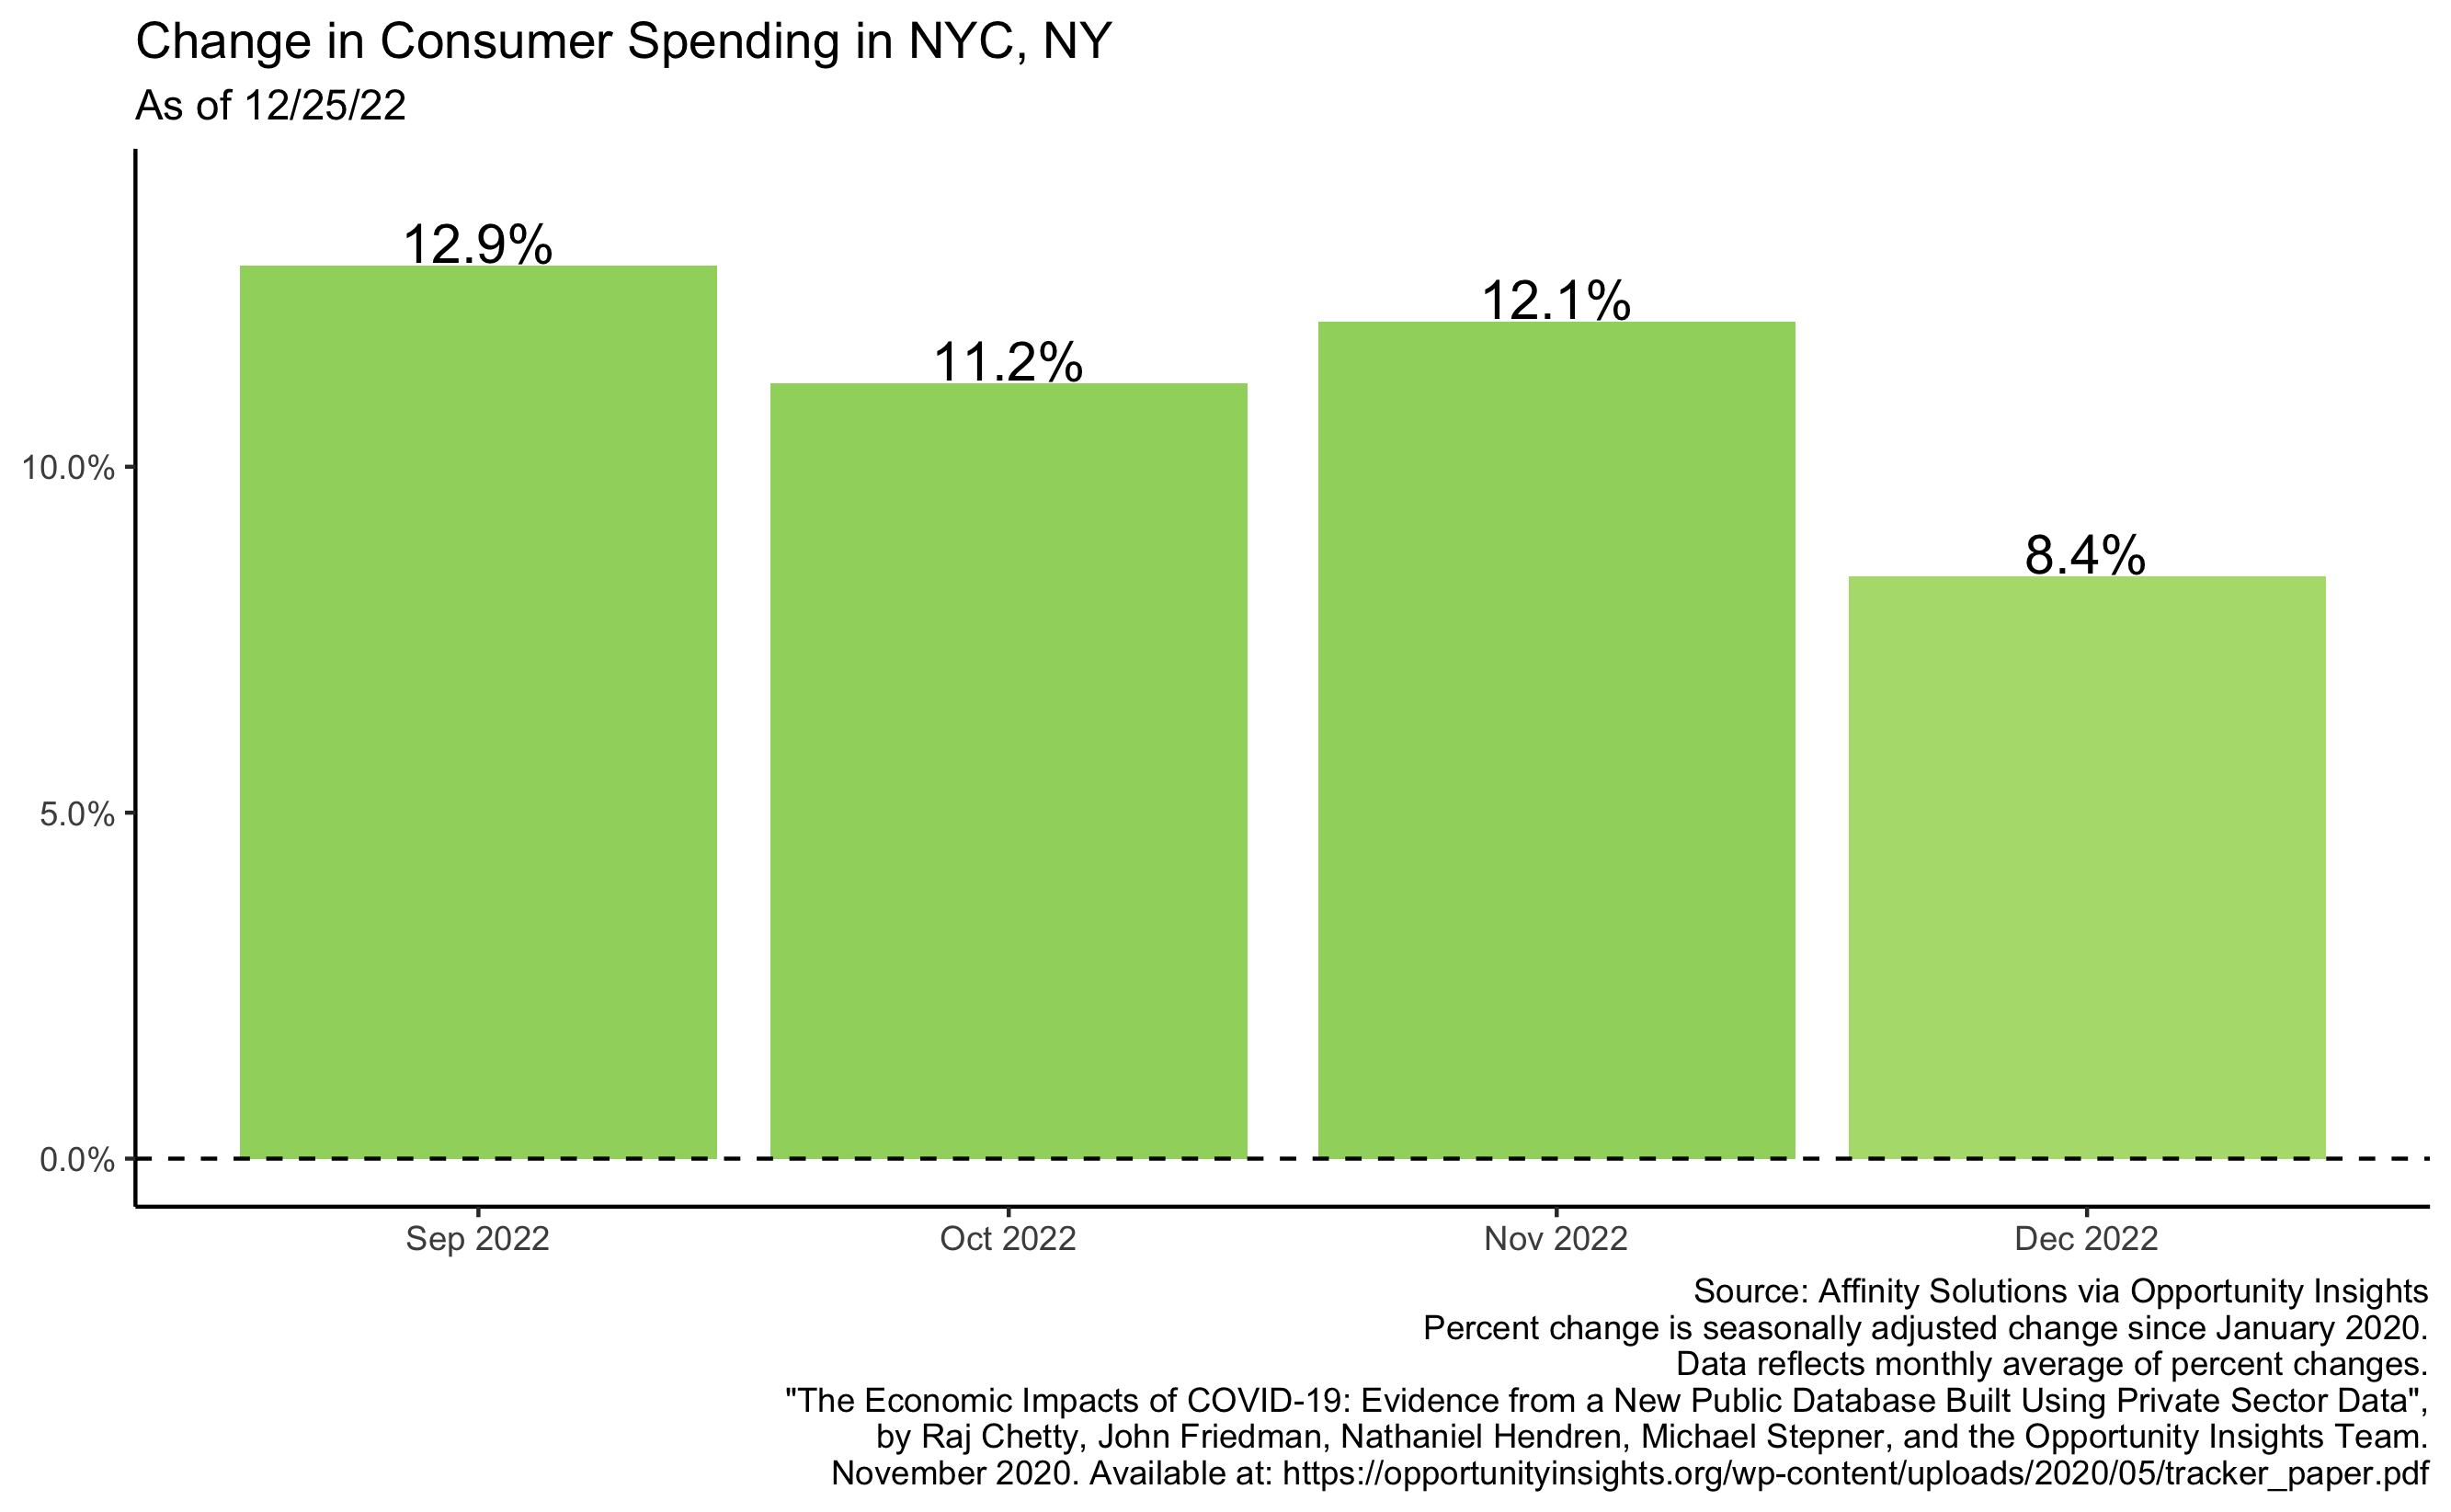 Change in Consumer Spending in NYC, NY
As of 12/25/22
12.9%
11.2%
12.1%
8.4%
10.0%
5.0%
0.0%
Sep 2022
Oct 2022
Nov 2022
Dec 2022
Source: Affinity Solutions via Opportunity Insights
Percent change is seasonally adjusted change since January 2020.
Data reflects monthly average of percent changes.
"The Economic Impacts of COVID-19: Evidence from a New Public Database Built Using Private Sector Data",
by Raj Chetty, John Friedman, Nathaniel Hendren, Michael Stepner, and the Opportunity Insights Team.
November 2020. Available at: https://opportunityinsights.org/wp-content/uploads/2020/05/tracker_paper.pdf